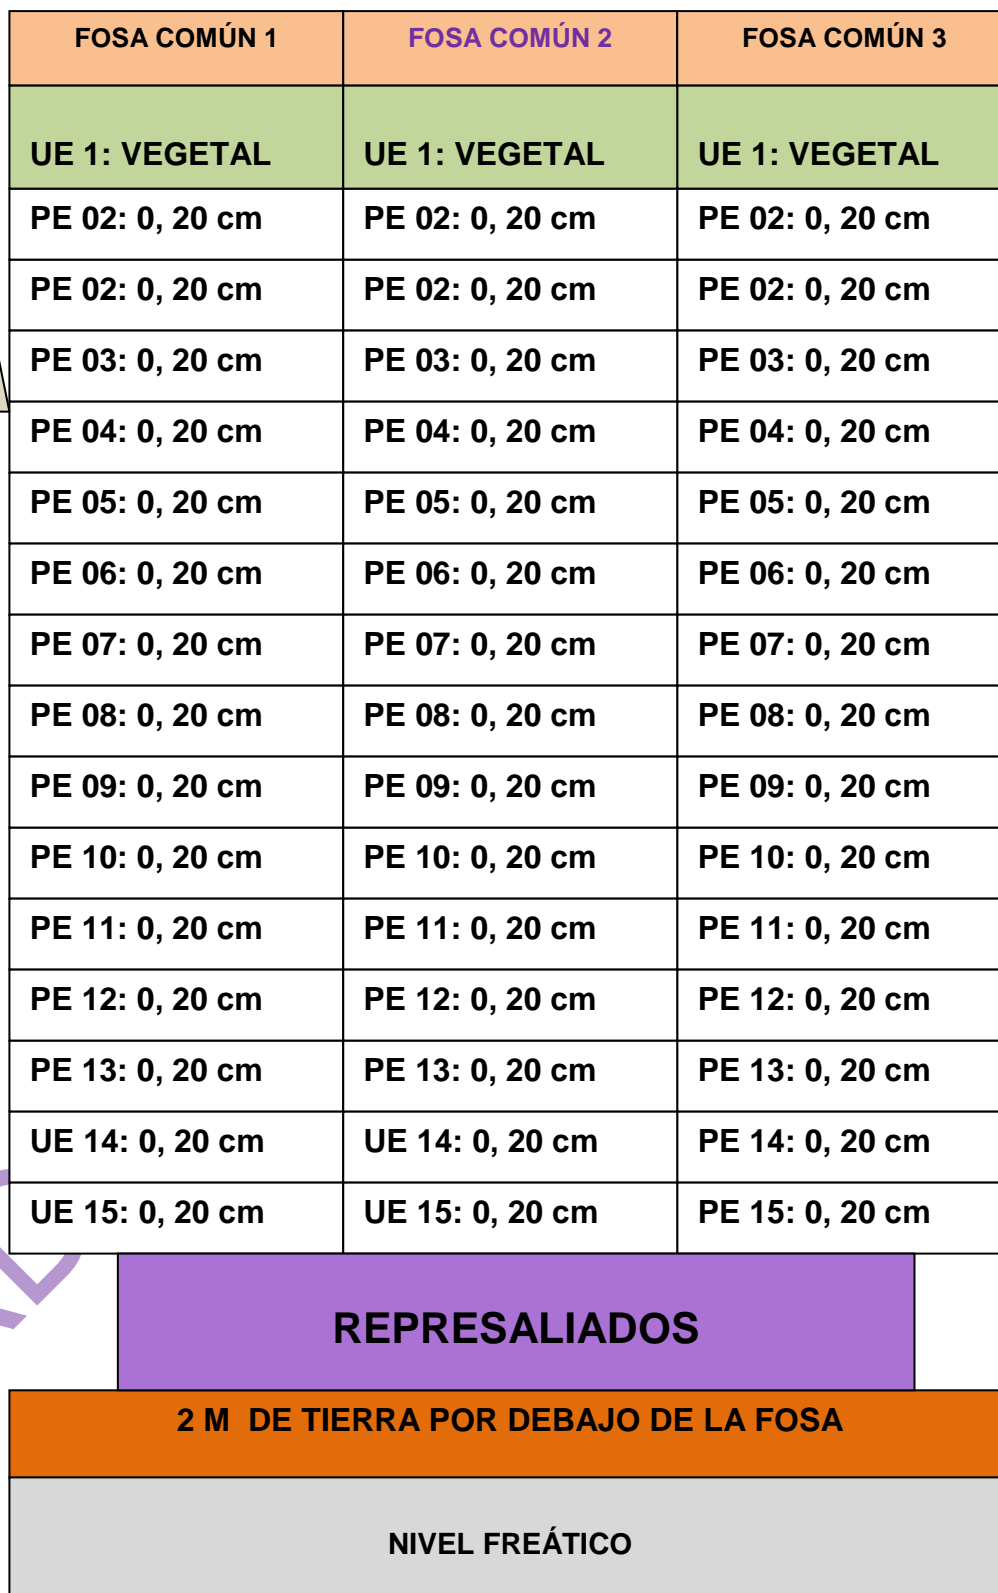 FOSA COMÚN 1 FOSA COMÚN 2 FOSA COMÚN 3
UE 1: VEGETAL UE 1: VEGETAL UE 1: VEGETAL
PE 02: 0, 20 cm PE 02: 0, 20 cm PE 02: 0, 20 cm
PE 02: 0, 20 cm PE 02: 0, 20 cm PE 02: 0, 20 cm
PE 03: 0, 20 cm PE 03: 0, 20 cm PE 03: 0, 20 cm
PE 04: 0, 20 cm PE 04: 0, 20 cm PE 04: 0, 20 cm
PE 05: 0, 20 cm PE 05: 0, 20 cm PE 05: 0, 20 cm
PE 06: 0, 20 cm PE 06: 0, 20 cm PE 06: 0, 20 cm
PE 07: 0, 20 cm PE 07: 0, 20 cm PE 07: 0, 20 cm
PE 08: 0, 20 cm PE 08: 0, 20 cm PE 08: 0, 20 cm
PE 09: 0, 20 cm PE 09: 0, 20 cm PE 09: 0, 20 cm
PE 10: 0, 20 cm PE 10: 0, 20 cm PE 10: 0, 20 cm
PE 11: 0, 20 cm PE 11: 0, 20 cm PE 11: 0, 20 cm
PE 12: 0, 20 cm PE 12: 0, 20 cm PE 12: 0, 20 cm
PE 13: 0, 20 cm PE 13: 0, 20 cm PE 13: 0, 20 cm
UE 14: 0, 20 cm UE 14: 0, 20 cm PE 14: 0, 20 cm
UE 15: 0, 20 cm UE 15: 0, 20 cm PE 15: 0, 20 cm
REPRESALIADOS
2 M DE TIERRA POR DEBAJO DE LA FOSA
NIVEL FREÁTICO